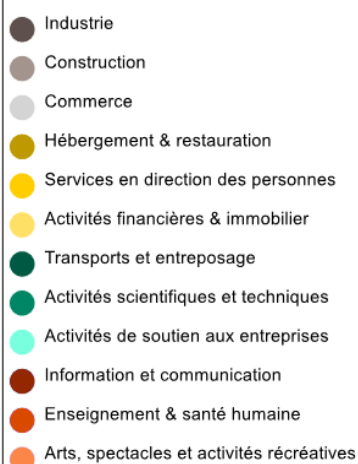 Industrie
Construction
Commerce
Hébergement & restauration
Services en direction des personnes
Activités financières & immobilier
Transports et entreposage
Activités scientifiques et techniques
Activités de soutien aux entreprises
Information et communication
Enseignement & santé humaine
Arts, spectacles et activités récréatives